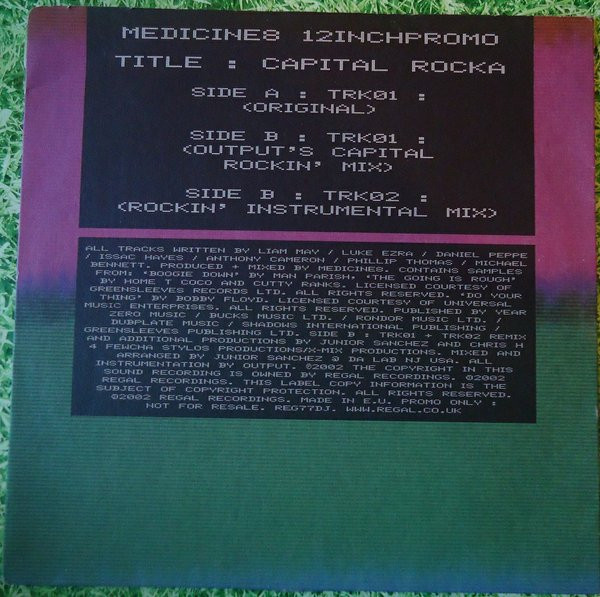 MEDICINE8 12INCHPROMO
TITLE : CAPITAL ROCKA
SIDE A : TRK01 :
(ORIGINAL)
SIDE B : TRK01 :
(OUTPUT'S CAPITAL
ROCKIN' MIX)
SIDE B : TRK02 :
(ROCKIN' INSTRUMENTAL MIX)
ALL TRACKS WRITTEN BY LIAM MAY / LUKE EZRA / DANIEL PEPPE
/ ISSAC HAYES / ANTHONY CAMERON / PHILLIP THOMAS / MICHAEL
BENNETT. PRODUCED + MIXED BY MEDICINE8. CONTAINS SAMPLES
FROM: 'BOOGIE DOWN' BY MAN PARISH, 'THE GOING IS ROUGH'
BY HOME T COCO AND CUTTY RANKS. LICENSED COURTESY OF
GREENSLEEVES RECORDS LTD. ALL RIGHTS RESERVED. 'DO YOUR
THING' BY BOBBY FLOYD. LICENSED COURTESY OF UNIVERSAL
MUSIC ENTERPRISES. ALL RIGHTS RESERVED. PUBLISHED BY YEAR
ZERO MUSIC / BUCKS MUSIC LTD. / RONDOR MUSIC LTD. /
DUBPLATE MUSIC / SHADOWS INTERNATIONAL PUBLISHING /
GREENSLEEVES PUBLISHING LTD. SIDE B : TRK01 + TRK02 REMIX
AND ADDITIONAL PRODUCTIONS BY JUNIOR SANCHEZ AND CHRIS H
4 FEWCHA STYLOS PRODUCTIONS/X-MIX PRODUCTIONS. MIXED AND
ARRANGED BY JUNIOR SANCHEZ @ DA LAB NJ USA. ALL
INSTRUMENTATION BY OUTPUT. ©2002 THE COPYRIGHT IN THIS
SOUND RECORDING IS OWNED BY REGAL RECORDINGS. ©2002
REGAL RECORDINGS. THIS LABEL COPY INFORMATION IS THE
SUBJECT OF COPYRIGHT PROTECTION. ALL RIGHTS RESERVED.
©2002 REGAL RECORDINGS. MADE IN E.U. PROMO ONLY :
NOT FOR RESALE. REG77DJ. WWW.REGAL.CO.UK